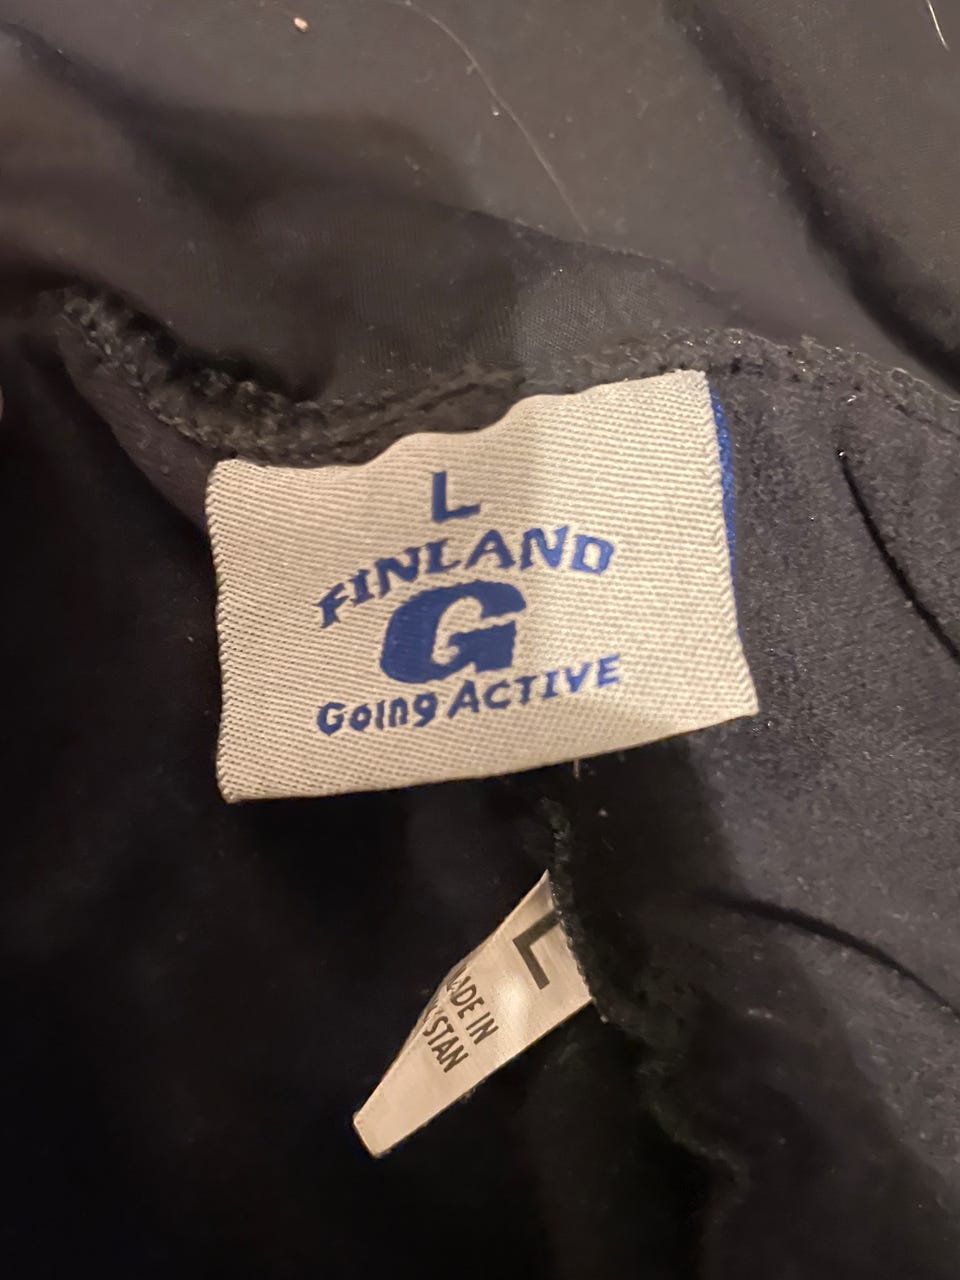 L
FINLAND
G
Going ACTIVE
L
ADE IN
STAN